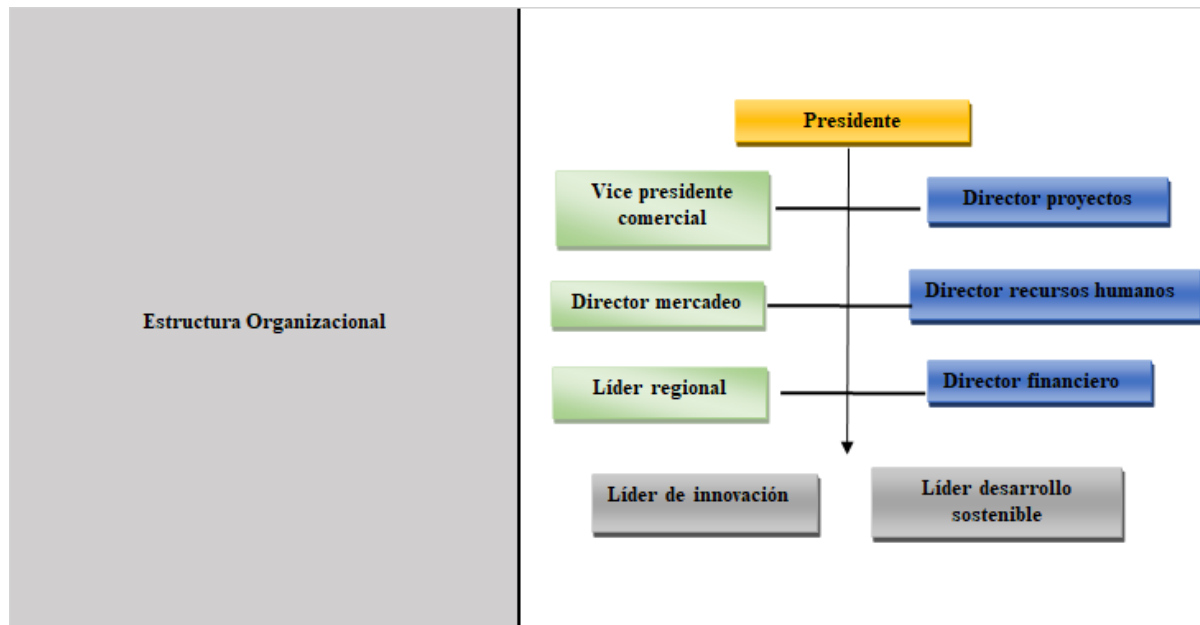 Estructura Organizacional
Presidente
Vice presidente
comercial
Director proyectos
Director mercadeo
Director recursos humanos
Líder regional
Director financiero
Líder de innovación
Líder desarrollo
sostenible